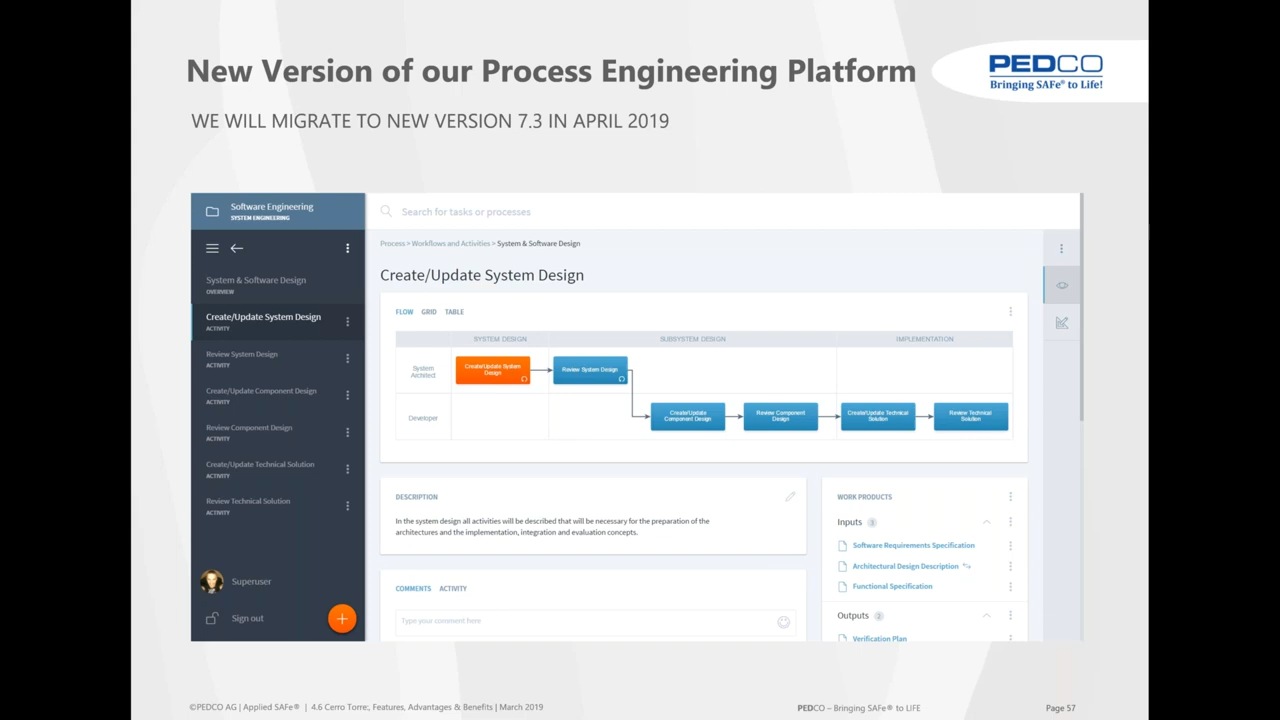 New Version of our Process Engineering Platform
PEDCO
Bringing SAFe® to Life!
WE WILL MIGRATE TO NEW VERSION 7.3 IN APRIL 2019
Software Engineering
SYSTEM ENGINEERING
System & Software Design
OVERVIEW
Create/Update System Design
ACTIVITY
Review System Design
ACTIVITY
Create/Update Component Design
ACTIVITY
Review Component Design
ACTIVITY
Create/Update Technical Solution
ACTIVITY
Review Technical Solution
ACTIVITY
Superuser
Sign out
Search for tasks or processes
Process > Workflows and Activities > System & Software Design
Create/Update System Design
FLOW GRID TABLE
SYSTEM DESIGN SUBSYSTEM DESIGN IMPLEMENTATION
System
Architect
Create/Update System
Design
Review System Design
Developer
Create/Update
Component Design
Review Component
Design
Create/Update Technical
Solution
Review Technical
Solution
DESCRIPTION
In the system design all activities will be described that will be necessary for the preparation of the
architectures and the implementation, integration and evaluation concepts.
COMMENTS ACTIVITY
Type your comment here
WORK PRODUCTS
Inputs 3
Software Requirements Specification
Architectural Design Description
Functional Specification
Outputs 2
Verification Plan
©PEDCO AG | Applied SAFe® | 4.6 Cerro Torre:, Features, Advantages & Benefits | March 2019
PEDCO – Bringing SAFe® to LIFE
Page 57